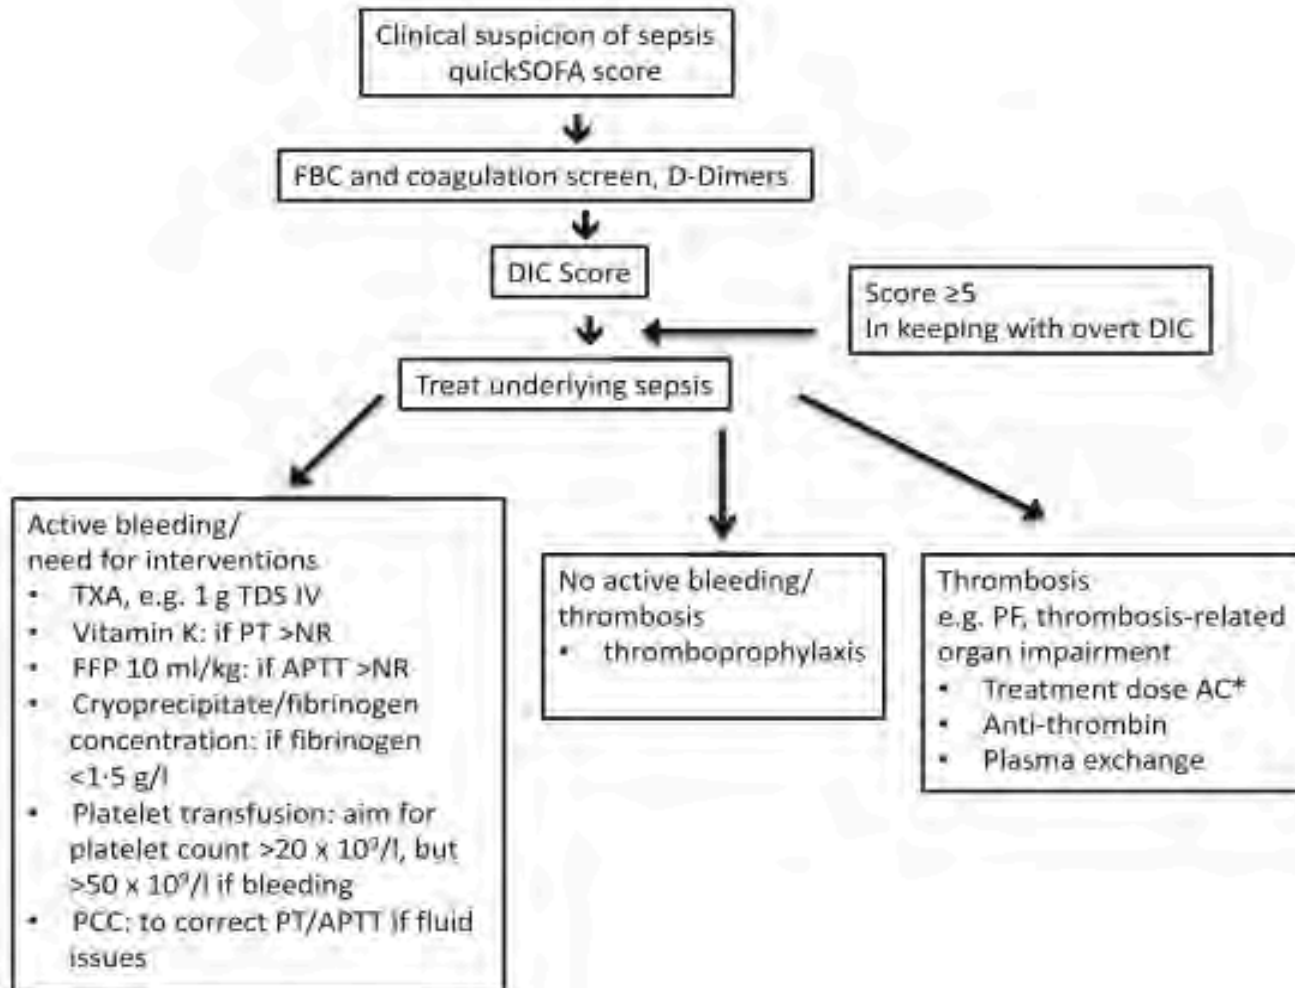 Clinical suspicion of sepsis
quickSOFA score
FBC and coagulation screen, D-Dimers
DIC Score
Score ≥5
In keeping with overt DIC
Treat underlying sepsis
Active bleeding/
need for interventions
• TXA, e.g. 1 g TDS IV
• Vitamin K: if PT >NR
• FFP 10 ml/kg: if APTT >NR
• Cryoprecipitate/fibrinogen
concentration: if fibrinogen
<1·5 g/l
• Platelet transfusion: aim for
platelet count >20 x 10⁹/l, but
>50 x 10⁹/l if bleeding
• PCC: to correct PT/APTT if fluid
issues
No active bleeding/
thrombosis
• thromboprophylaxis
Thrombosis
e.g. PF, thrombosis-related
organ impairment
• Treatment dose AC*
• Anti-thrombin
• Plasma exchange